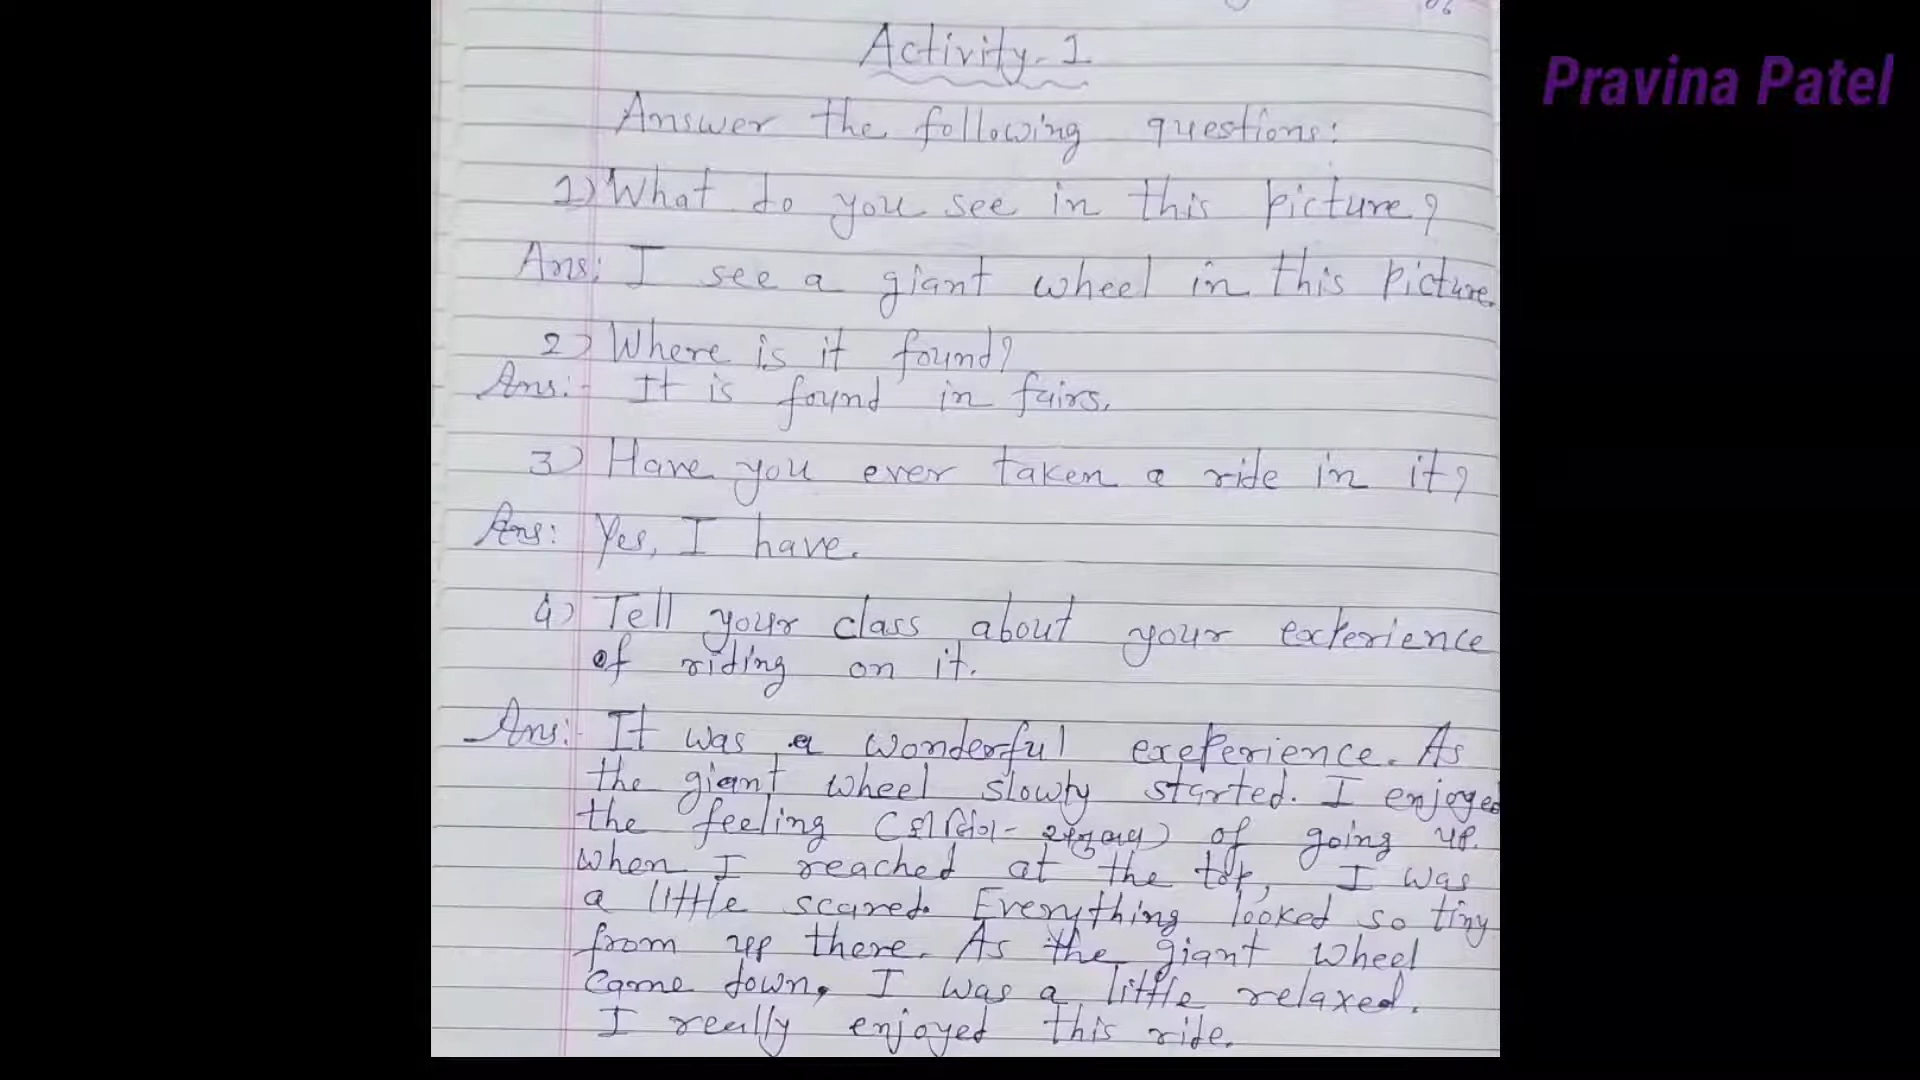 Activity-1
Pravina Patel
Answer the following questions:
1) What do you see in this picture?
Ans: I see a giant wheel in this picture.
2) Where is it found?
Ans:- It is found in fairs.
3) Have you ever taken a ride in it?
Ans: Yes, I have.
4) Tell your class about your experience
of riding on it.
Ans:- It was a wonderful exeperience. As
the giant wheel slowly started. I enjoyed
the feeling (ફીલિંગ- અનુભવ) of going up.
when I reached at the top, I was
a little scared. Everything looked so tiny
from up there. As the giant wheel
came down, I was a little relaxed.
I really enjoyed this ride.